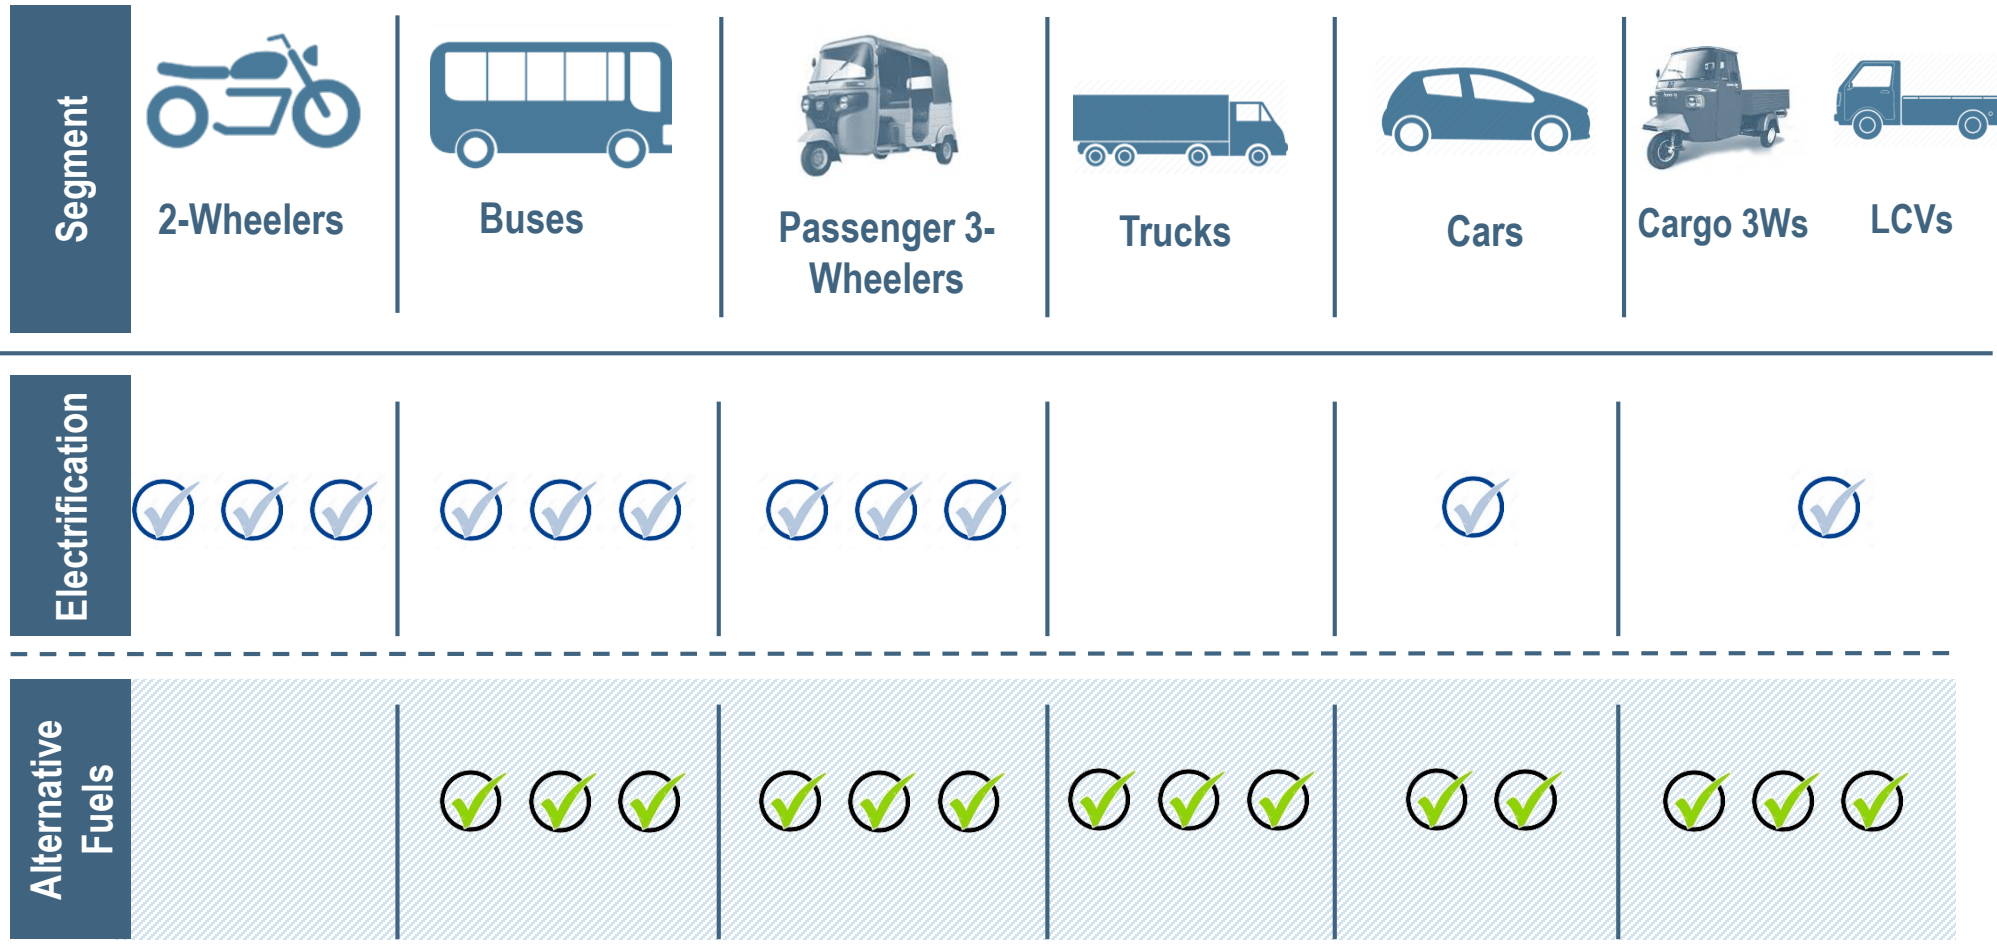 Segment
2-Wheelers
Buses
Passenger 3-
Wheelers
Trucks
Cars
Cargo 3Ws
LCVs
Electrification
Alternative
Fuels